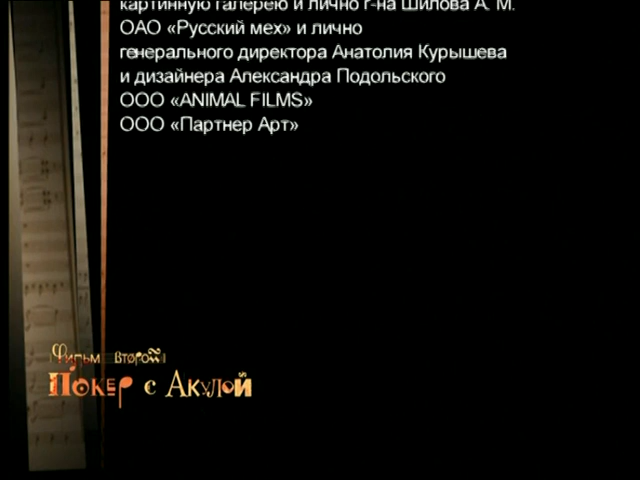 картинную галерею и лично г-на Шилова А. М.
ОАО «Русский мех» и лично
генерального директора Анатолия Курышева
и дизайнера Александра Подольского
ООО «ANIMAL FILMS»
ООО «Партнер Арт»
Фильм второй
Покер с Акулой